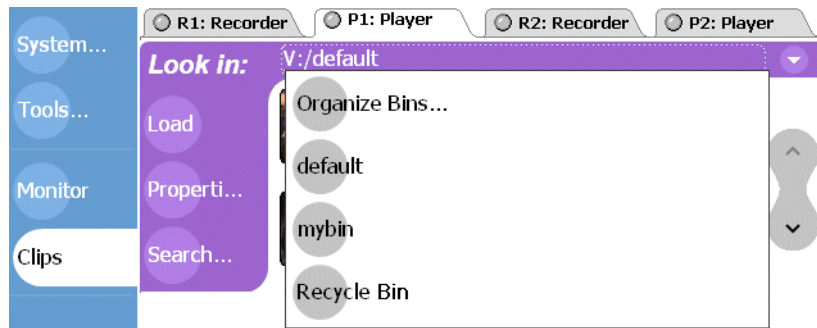 R1: Recorder P1: Player R2: Recorder P2: Player
System...
Look in: V:/default
Tools...
Load
Organize Bins...
default
Monitor
Properti...
mybin
Clips
Search...
Recycle Bin